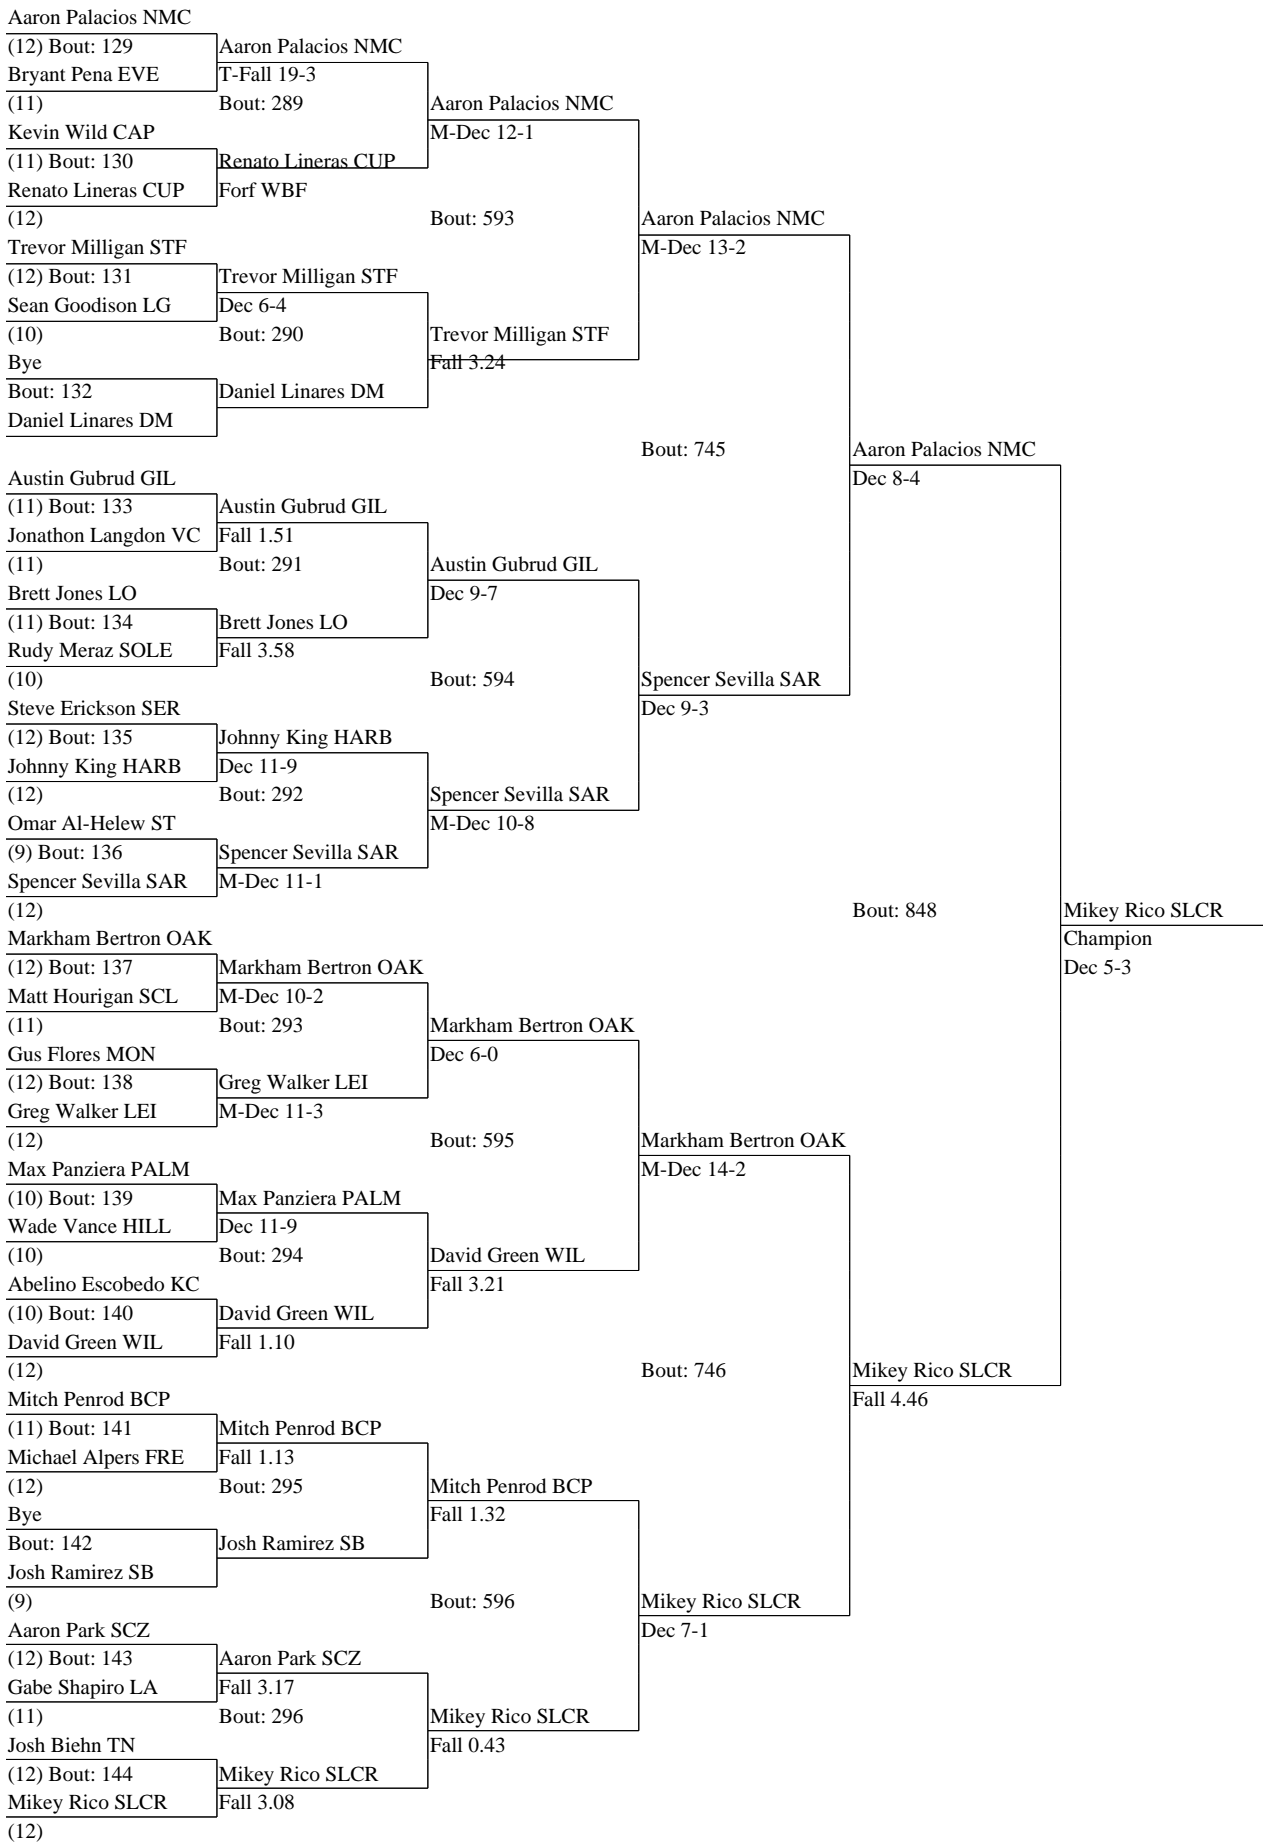 Aaron Palacios NMC
(12) Bout: 129
Aaron Palacios NMC
Bryant Pena EVE
T-Fall 19-3
(11)
Bout: 289
Aaron Palacios NMC
Kevin Wild CAP
M-Dec 12-1
(11) Bout: 130
Renato Lineras CUP
Renato Lineras CUP
Forf WBF
(12)
Bout: 593
Aaron Palacios NMC
Trevor Milligan STF
M-Dec 13-2
(12) Bout: 131
Trevor Milligan STF
Sean Goodison LG
Dec 6-4
(10)
Bout: 290
Trevor Milligan STF
Bye
Fall 3.24
Bout: 132
Daniel Linares DM
Daniel Linares DM
Bout: 745
Aaron Palacios NMC
Austin Gubrud GIL
Dec 8-4
(11) Bout: 133
Austin Gubrud GIL
Jonathon Langdon VC
Fall 1.51
(11)
Bout: 291
Austin Gubrud GIL
Brett Jones LO
Dec 9-7
(11) Bout: 134
Brett Jones LO
Rudy Meraz SOLE
Fall 3.58
(10)
Bout: 594
Spencer Sevilla SAR
Steve Erickson SER
Dec 9-3
(12) Bout: 135
Johnny King HARB
Johnny King HARB
Dec 11-9
(12)
Bout: 292
Spencer Sevilla SAR
Omar Al-Helew ST
M-Dec 10-8
(9) Bout: 136
Spencer Sevilla SAR
Spencer Sevilla SAR
M-Dec 11-1
(12)
Bout: 848
Mikey Rico SLCR
Markham Bertron OAK
Champion
(12) Bout: 137
Markham Bertron OAK
Dec 5-3
Matt Hourigan SCL
M-Dec 10-2
(11)
Bout: 293
Markham Bertron OAK
Gus Flores MON
Dec 6-0
(12) Bout: 138
Greg Walker LEI
Greg Walker LEI
M-Dec 11-3
(12)
Bout: 595
Markham Bertron OAK
Max Panziera PALM
M-Dec 14-2
(10) Bout: 139
Max Panziera PALM
Wade Vance HILL
Dec 11-9
(10)
Bout: 294
David Green WIL
Abelino Escobedo KC
Fall 3.21
(10) Bout: 140
David Green WIL
David Green WIL
Fall 1.10
(12)
Bout: 746
Mikey Rico SLCR
Mitch Penrod BCP
Fall 4.46
(11) Bout: 141
Mitch Penrod BCP
Michael Alpers FRE
Fall 1.13
(12)
Bout: 295
Mitch Penrod BCP
Bye
Fall 1.32
Bout: 142
Josh Ramirez SB
Josh Ramirez SB
(9)
Bout: 596
Mikey Rico SLCR
Aaron Park SCZ
Dec 7-1
(12) Bout: 143
Aaron Park SCZ
Gabe Shapiro LA
Fall 3.17
(11)
Bout: 296
Mikey Rico SLCR
Josh Biehn TN
Fall 0.43
(12) Bout: 144
Mikey Rico SLCR
Mikey Rico SLCR
Fall 3.08
(12)